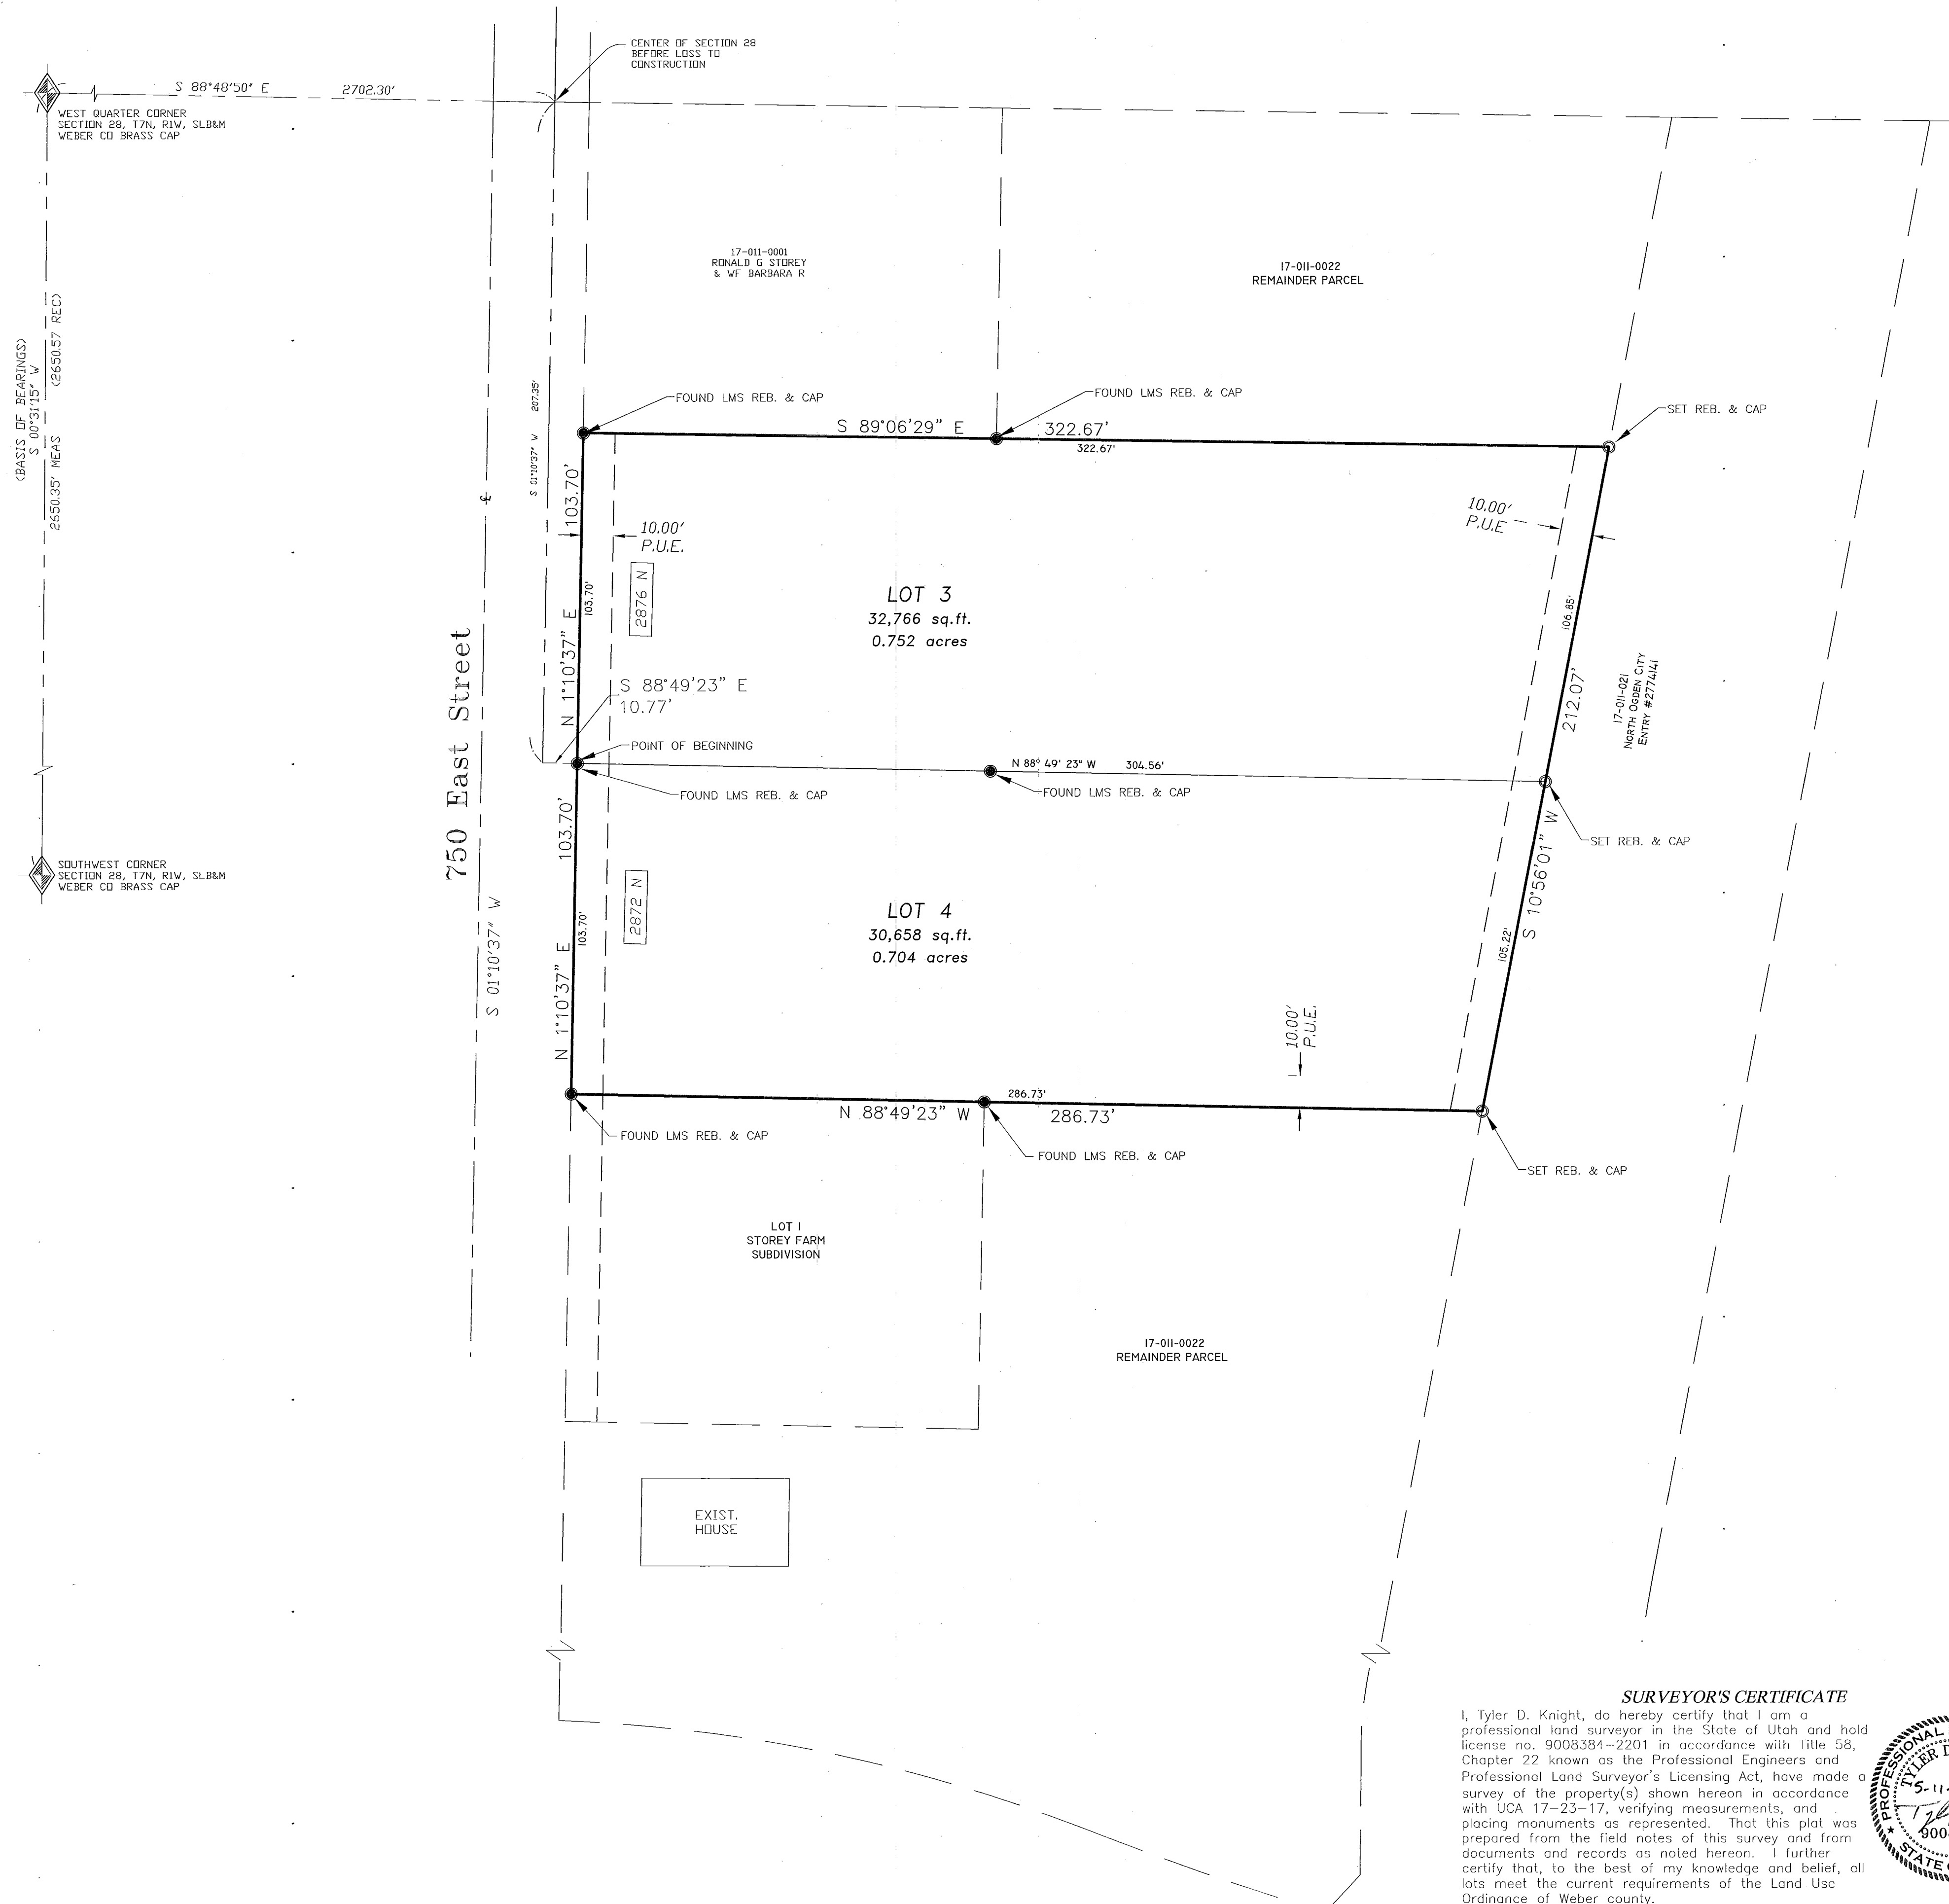 CENTER OF SECTION 28
BEFORE LOSS TO
CONSTRUCTION
S 88°48'50" E 2702.30'
WEST QUARTER CORNER
SECTION 28, T7N, R1W, SLB&M
WEBER CO BRASS CAP
(BASIS OF BEARINGS)
S 00°31'15" W
2650.35' MEAS (2650.57 REC)
17-011-0001
RONALD G STOREY
& WF BARBARA R
17-011-0022
REMAINDER PARCEL
S 01°10'37" W 207.35'
FOUND LMS REB. & CAP
FOUND LMS REB. & CAP
SET REB. & CAP
S 89°06'29" E 322.67'
322.67'
N 1°10'37" E 103.70'
103.70'
10.00'
P.U.E.
10.00'
P.U.E
2876 N
LOT 3
32,766 sq.ft.
0.752 acres
106.85'
212.07'
17-011-021
NORTH OGDEN CITY
ENTRY #2774141
750 East Street
S 88°49'23" E
10.77'
POINT OF BEGINNING
N 88° 49' 23" W 304.56'
FOUND LMS REB. & CAP
FOUND LMS REB. & CAP
SET REB. & CAP
SOUTHWEST CORNER
SECTION 28, T7N, R1W, SLB&M
WEBER CO BRASS CAP
S 01°10'37" W
N 1°10'37" E 103.70'
103.70'
2872 N
LOT 4
30,658 sq.ft.
0.704 acres
S 10°56'01" W
105.22'
10.00'
P.U.E.
286.73'
N 88°49'23" W 286.73'
FOUND LMS REB. & CAP
FOUND LMS REB. & CAP
SET REB. & CAP
LOT 1
STOREY FARM
SUBDIVISION
17-011-0022
REMAINDER PARCEL
EXIST.
HOUSE
SURVEYOR'S CERTIFICATE
I, Tyler D. Knight, do hereby certify that I am a
professional land surveyor in the State of Utah and hold
license no. 9008384-2201 in accordance with Title 58,
Chapter 22 known as the Professional Engineers and
Professional Land Surveyor's Licensing Act, have made a
survey of the property(s) shown hereon in accordance
with UCA 17-23-17, verifying measurements, and
placing monuments as represented. That this plat was
prepared from the field notes of this survey and from
documents and records as noted hereon. I further
certify that, to the best of my knowledge and belief, all
lots meet the current requirements of the Land Use
Ordinance of Weber county.
PROFESSIONAL
TYLER D
5-11-
900
STATE